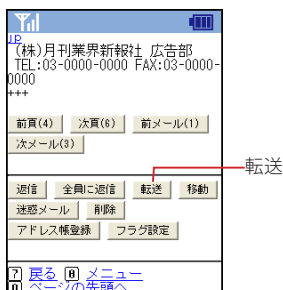 JP
(株)月刊業界新報社 広告部
TEL:03-0000-0000 FAX:03-0000-
0000
+++
前頁(4) 次頁(6) 前メール(1)
次メール(3)
返信 全員に返信 転送 移動
転送
迷惑メール 削除
アドレス帳登録 フラグ設定
? 戻る 0 メニュー
ページの先頭へ